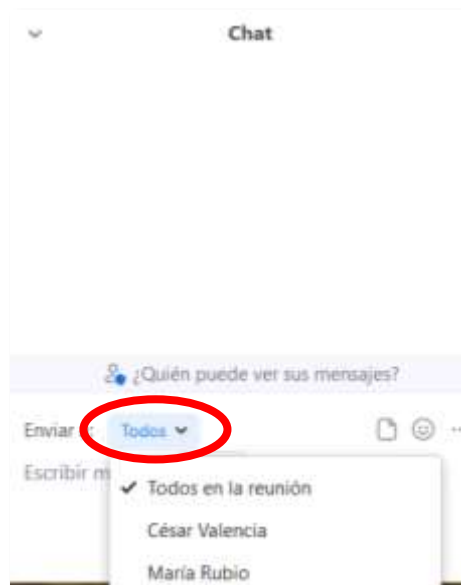 Chat
¿Quién puede ver sus mensajes?
Enviar
Todos
Escribir m
Todos en la reunión
César Valencia
María Rubio